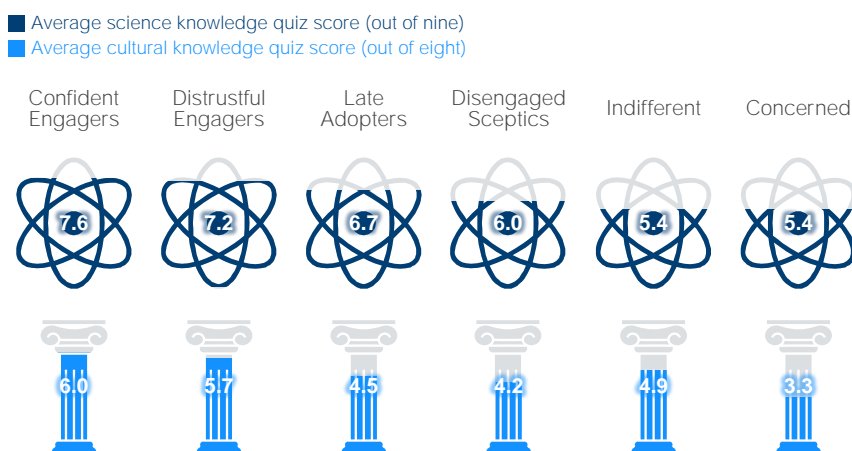 Average science knowledge quiz score (out of nine)
Average cultural knowledge quiz score (out of eight)
Confident Engagers
Distrustful Engagers
Late Adopters
Disengaged Sceptics
Indifferent
Concerned
7.6 7.2 6.7 6.0 5.4 5.4
6.0 5.7 4.5 4.2 4.9 3.3